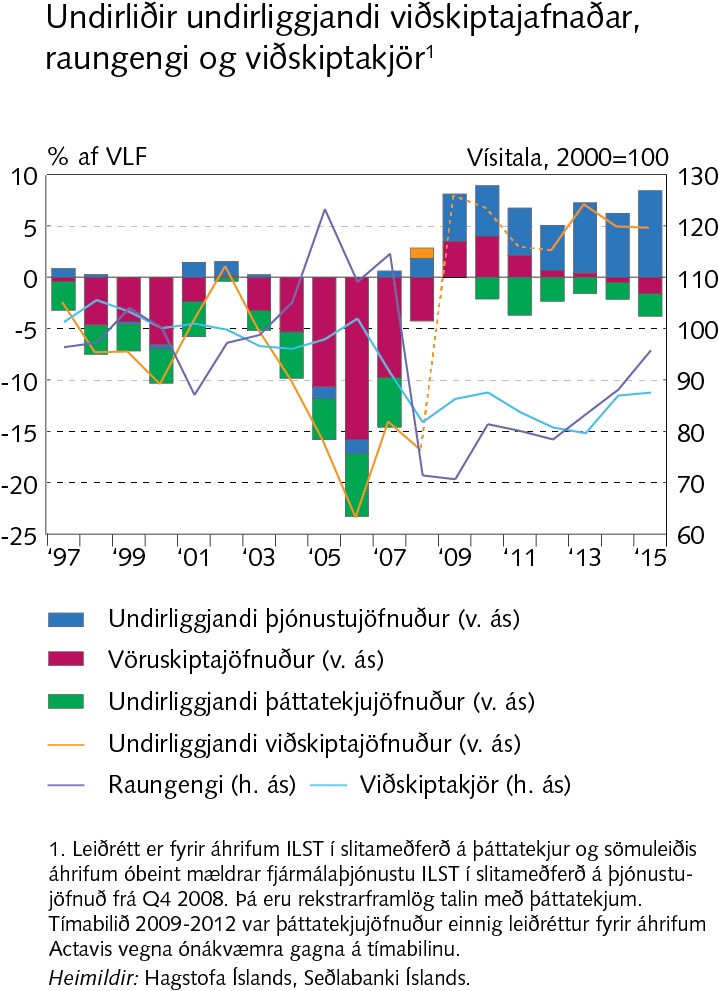 Undirliðir undirliggjandi viðskiptajafnaðar,
raungengi og viðskiptakjör¹
% af VLF
Vísitala, 2000=100
10
5
0
-5
-10
-15
-20
-25
130
120
110
100
90
80
70
60
‘97 ‘99 ‘01 ‘03 ‘05 ‘07 ‘09 ‘11 ‘13 ‘15
Undirliggjandi þjónustujöfnuður (v. ás)
Vöruskiptajöfnuður (v. ás)
Undirliggjandi þáttatekjujöfnuður (v. ás)
Undirliggjandi viðskiptajöfnuður (v. ás)
Raungengi (h. ás) Viðskiptakjör (h. ás)
1. Leiðrétt er fyrir áhrifum ILST í slitameðferð á þáttatekjur og sömuleiðis
áhrifum óbeint mældrar fjármálaþjónustu ILST í slitameðferð á þjónustu-
jöfnuð frá Q4 2008. Þá eru rekstrarframlög talin með þáttatekjum.
Tímabilið 2009-2012 var þáttatekjujöfnuður einnig leiðréttur fyrir áhrifum
Actavis vegna ónákvæmra gagna á tímabilinu.
Heimildir: Hagstofa Íslands, Seðlabanki Íslands.